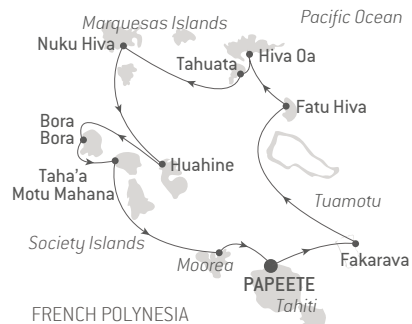 Marquesas Islands
Pacific Ocean
Nuku Hiva
Hiva Oa
Tahuata
Fatu Hiva
Bora
Bora
Huahine
Taha'a
Motu Mahana
Tuamotu
Society Islands
Moorea
Fakarava
PAPEETE
Tahiti
FRENCH POLYNESIA